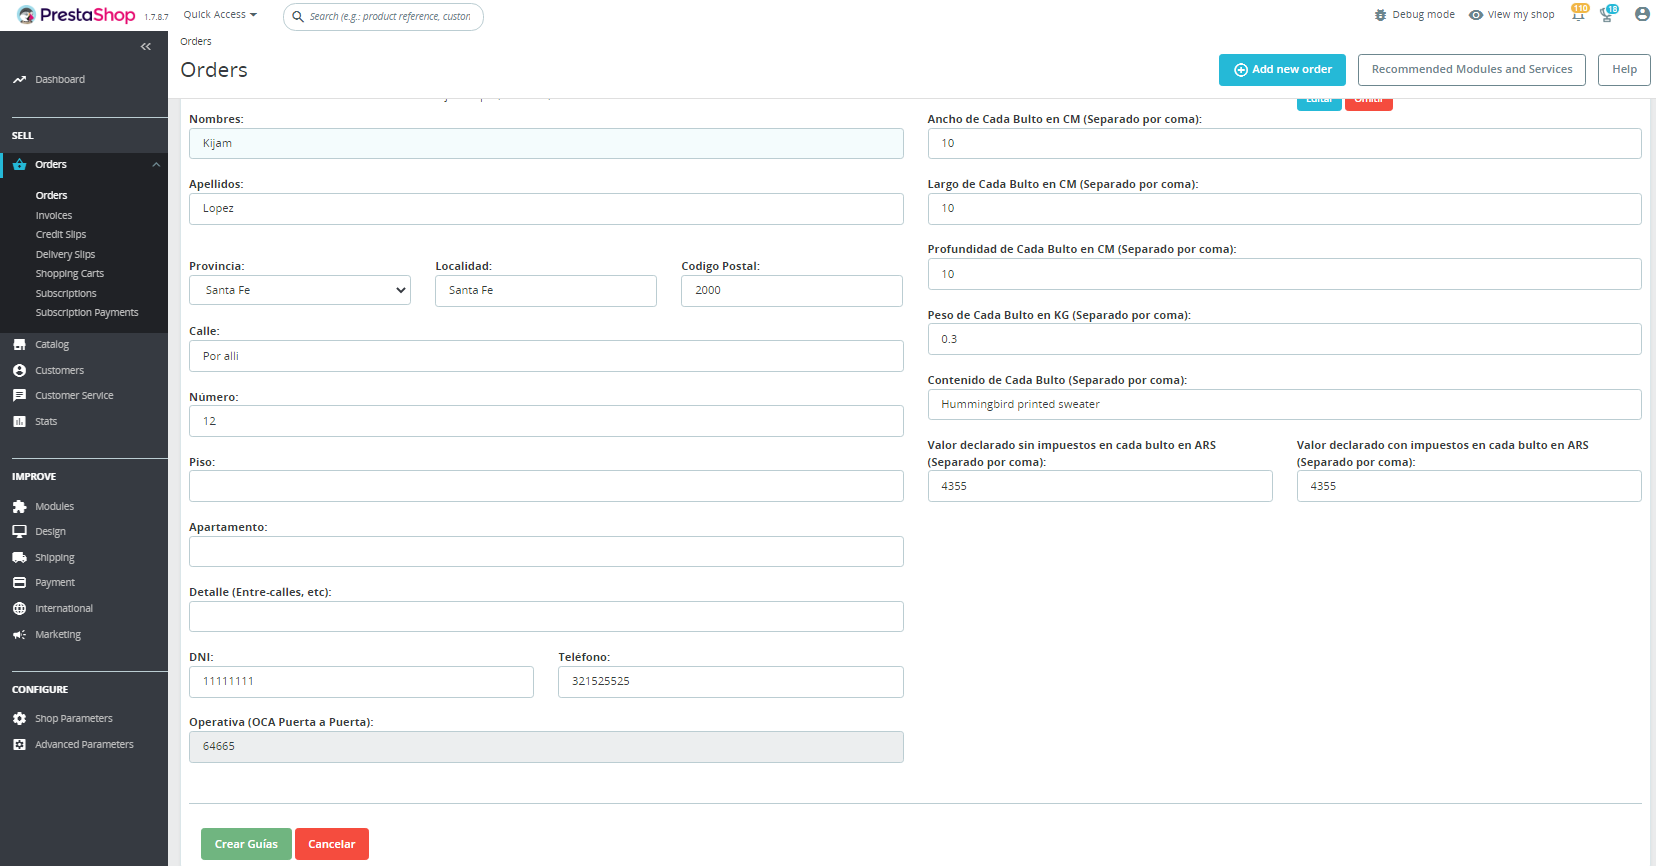 PrestaShop 1.7.8.7
Quick Access
Search (e.g.: product reference, custon
Debug mode
View my shop
110
18
Orders
Orders
Add new order
Recommended Modules and Services
Help
Dashboard
SELL
Orders
Orders
Invoices
Credit Slips
Delivery Slips
Shopping Carts
Subscriptions
Subscription Payments
Catalog
Customers
Customer Service
Stats
IMPROVE
Modules
Design
Shipping
Payment
International
Marketing
CONFIGURE
Shop Parameters
Advanced Parameters
Nombres:
Kijam
Apellidos:
Lopez
Provincia:
Santa Fe
Localidad:
Santa Fe
Codigo Postal:
2000
Calle:
Por alli
Número:
12
Piso:
Apartamento:
Detalle (Entre-calles, etc):
DNI:
11111111
Teléfono:
321525525
Operativa (OCA Puerta a Puerta):
64665
Ancho de Cada Bulto en CM (Separado por coma):
10
Largo de Cada Bulto en CM (Separado por coma):
10
Profundidad de Cada Bulto en CM (Separado por coma):
10
Peso de Cada Bulto en KG (Separado por coma):
0.3
Contenido de Cada Bulto (Separado por coma):
Hummingbird printed sweater
Valor declarado sin impuestos en cada bulto en ARS
(Separado por coma):
4355
Valor declarado con impuestos en cada bulto en ARS
(Separado por coma):
4355
Crear Guías
Cancelar